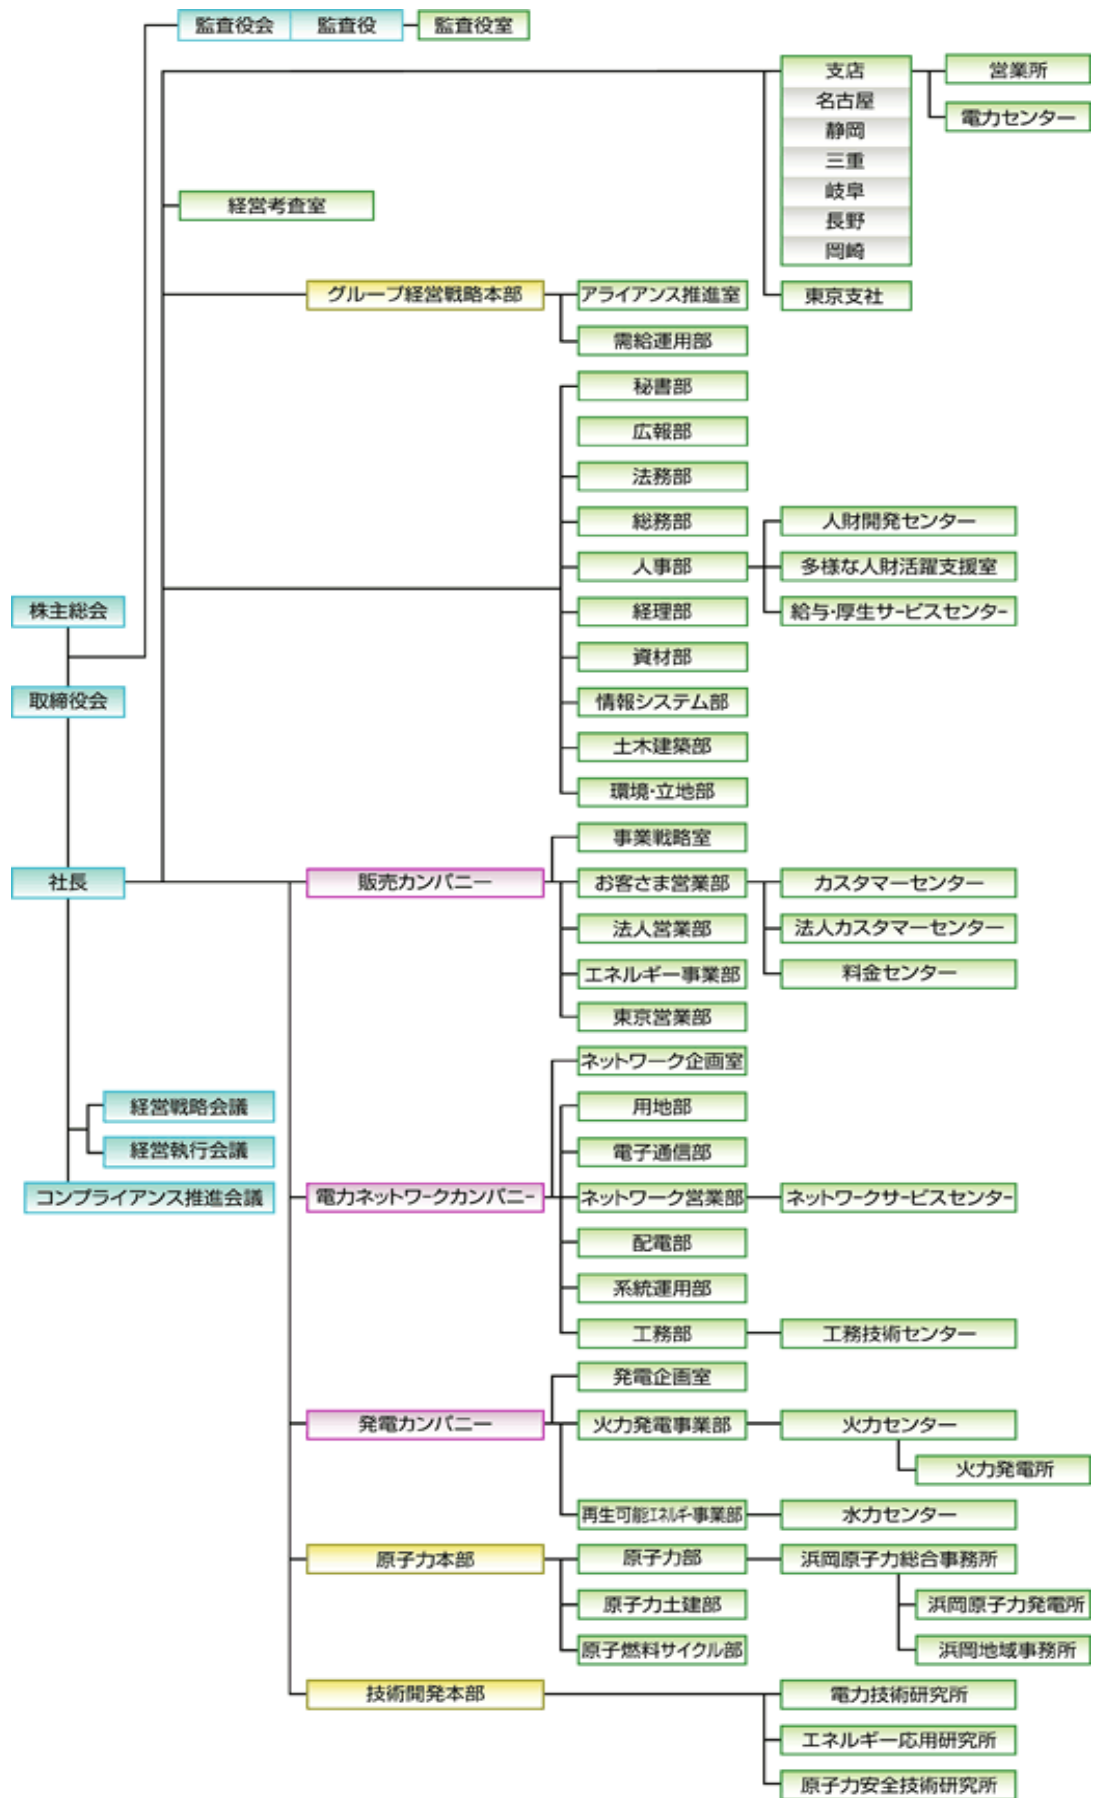 監査役会
監査役
監査役室
支店
営業所
名古屋
電力センター
静岡
三重
岐阜
長野
岡崎
経営考査室
グループ経営戦略本部
アライアンス推進室
東京支社
需給運用部
秘書部
広報部
法務部
総務部
人財開発センター
人事部
多様な人財活躍支援室
株主総会
経理部
給与・厚生サービスセンター
資材部
取締役会
情報システム部
土木建築部
環境・立地部
事業戦略室
社長
販売カンパニー
お客さま営業部
カスタマーセンター
法人営業部
法人カスタマーセンター
エネルギー事業部
料金センター
東京営業部
ネットワーク企画室
経営戦略会議
用地部
経営執行会議
電子通信部
コンプライアンス推進会議
電力ネットワークカンパニー
ネットワーク営業部
ネットワークサービスセンター
配電部
系統運用部
工務部
工務技術センター
発電企画室
発電カンパニー
火力発電事業部
火力センター
火力発電所
再生可能エネルギー事業部
水力センター
原子力本部
原子力部
浜岡原子力総合事務所
原子力土建部
浜岡原子力発電所
原子燃料サイクル部
浜岡地域事務所
技術開発本部
電力技術研究所
エネルギー応用研究所
原子力安全技術研究所